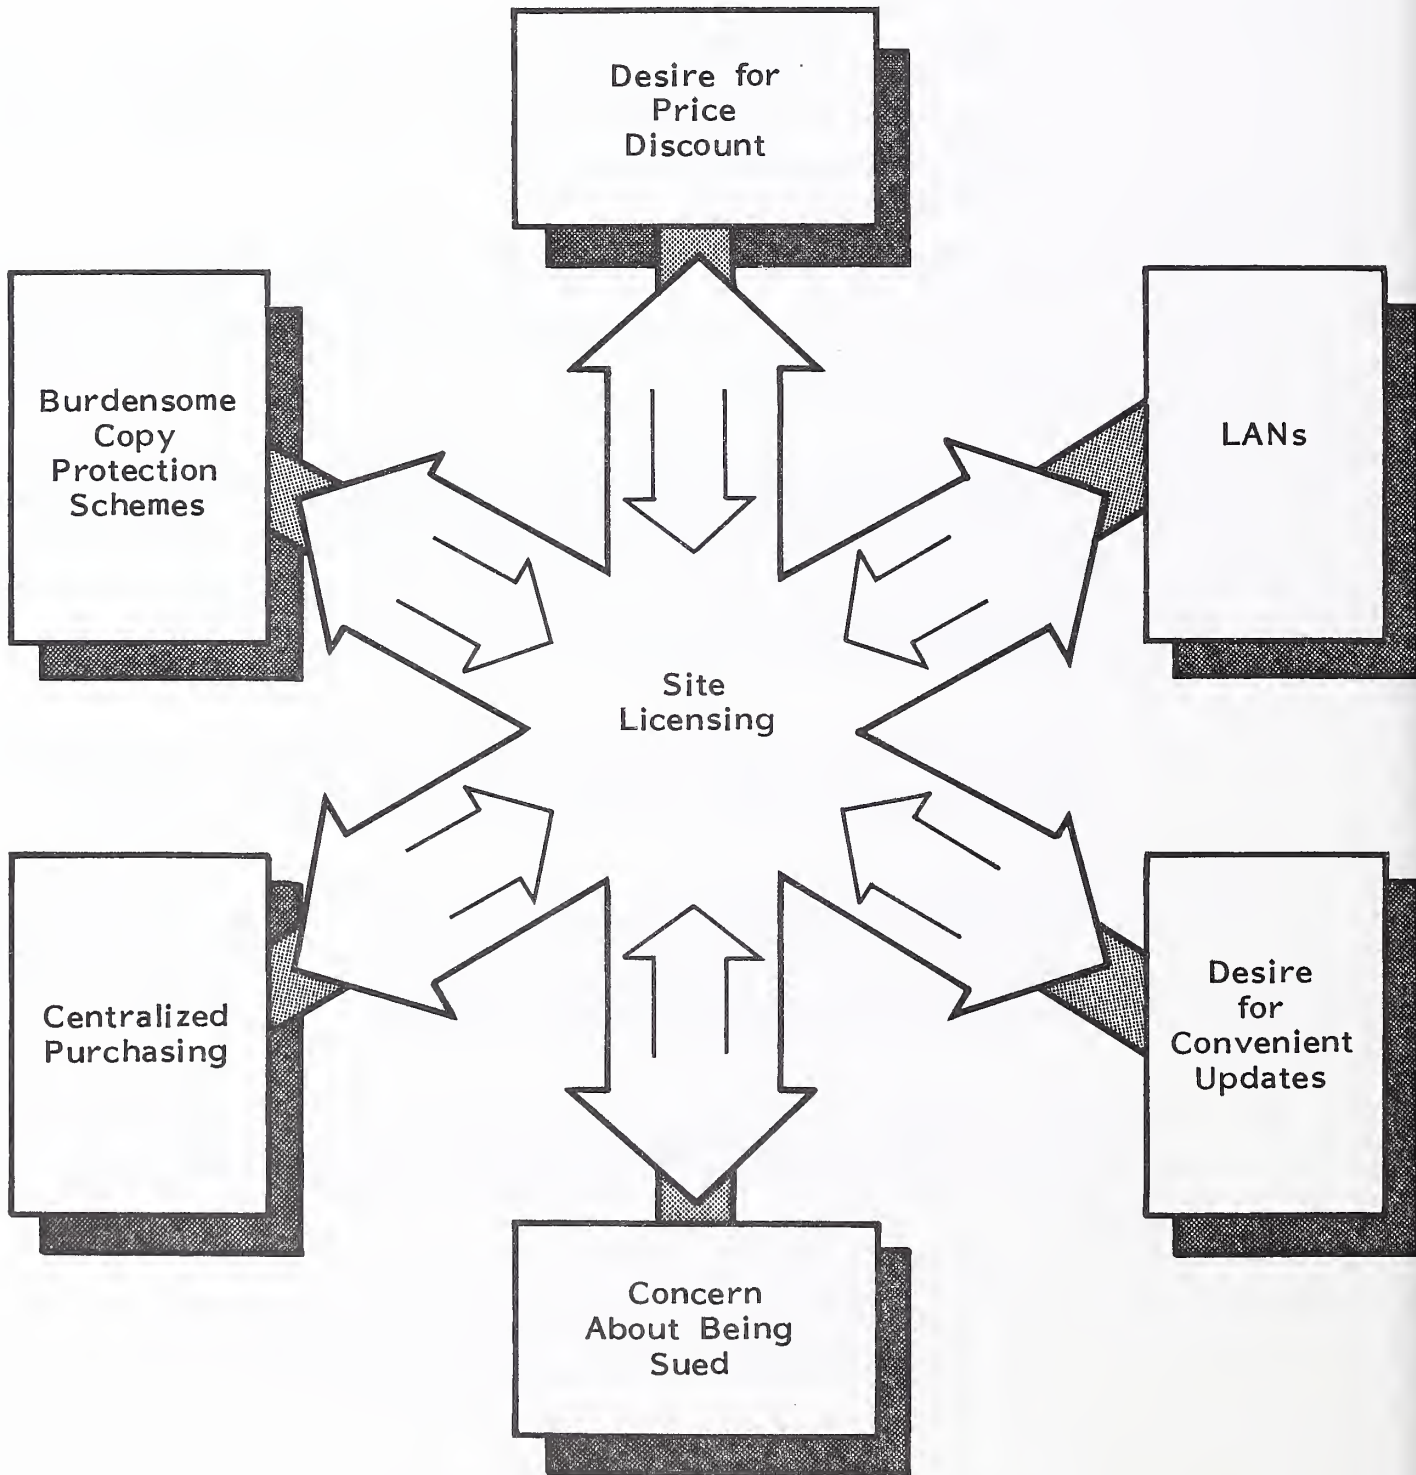 Desire for
Price
Discount
Burdensome
Copy
Protection
Schemes
LANs
Site
Licensing
Centralized
Purchasing
Desire
for
Convenient
Updates
Concern
About Being
Sued